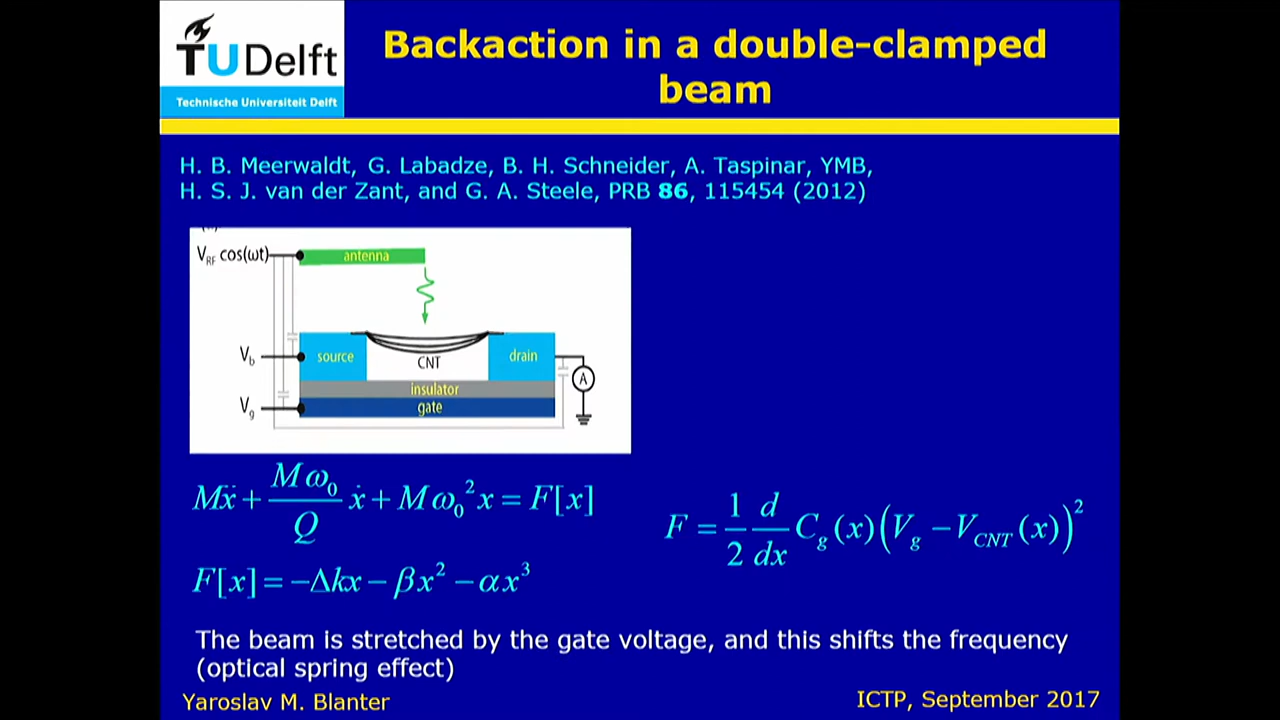 TU Delft
Technische Universiteit Delft
Backaction in a double-clamped
beam
H. B. Meerwaldt, G. Labadze, B. H. Schneider, A. Taspinar, YMB,
H. S. J. van der Zant, and G. A. Steele, PRB 86, 115454 (2012)
V_RF cos(ωt)
antenna
V_b
source
CNT
drain
A
insulator
V_g
gate
Mẍ + (Mω₀/Q) ẋ + Mω₀²x = F[x]
F = (1/2) (d/dx) C_g(x)(V_g − V_CNT(x))²
F[x] = −Δkx − βx² − αx³
The beam is stretched by the gate voltage, and this shifts the frequency
(optical spring effect)
Yaroslav M. Blanter
ICTP, September 2017